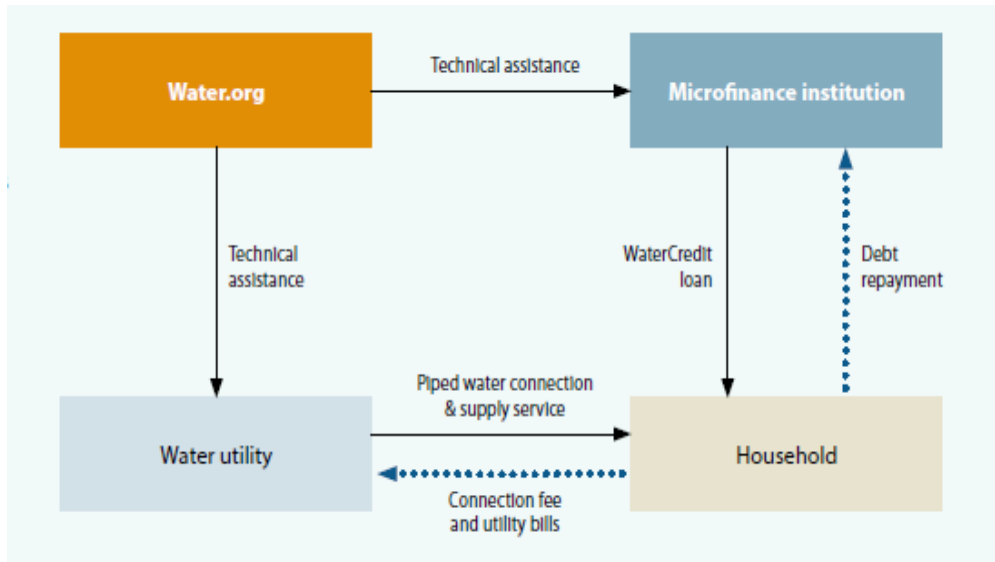 Technical assistance
Water.org
Microfinance institution
Technical
assistance
WaterCredit
loan
Debt
repayment
Piped water connection
& supply service
Water utility
Household
Connection fee
and utility bills